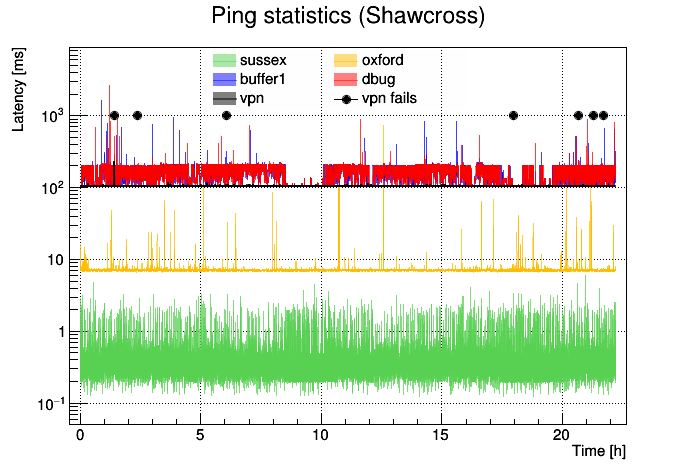 Ping statistics (Shawcross)
Latency [ms]
sussex oxford
buffer1 dbug
vpn vpn fails
10³
10²
10
1
10⁻¹
0 5 10 15 20
Time [h]